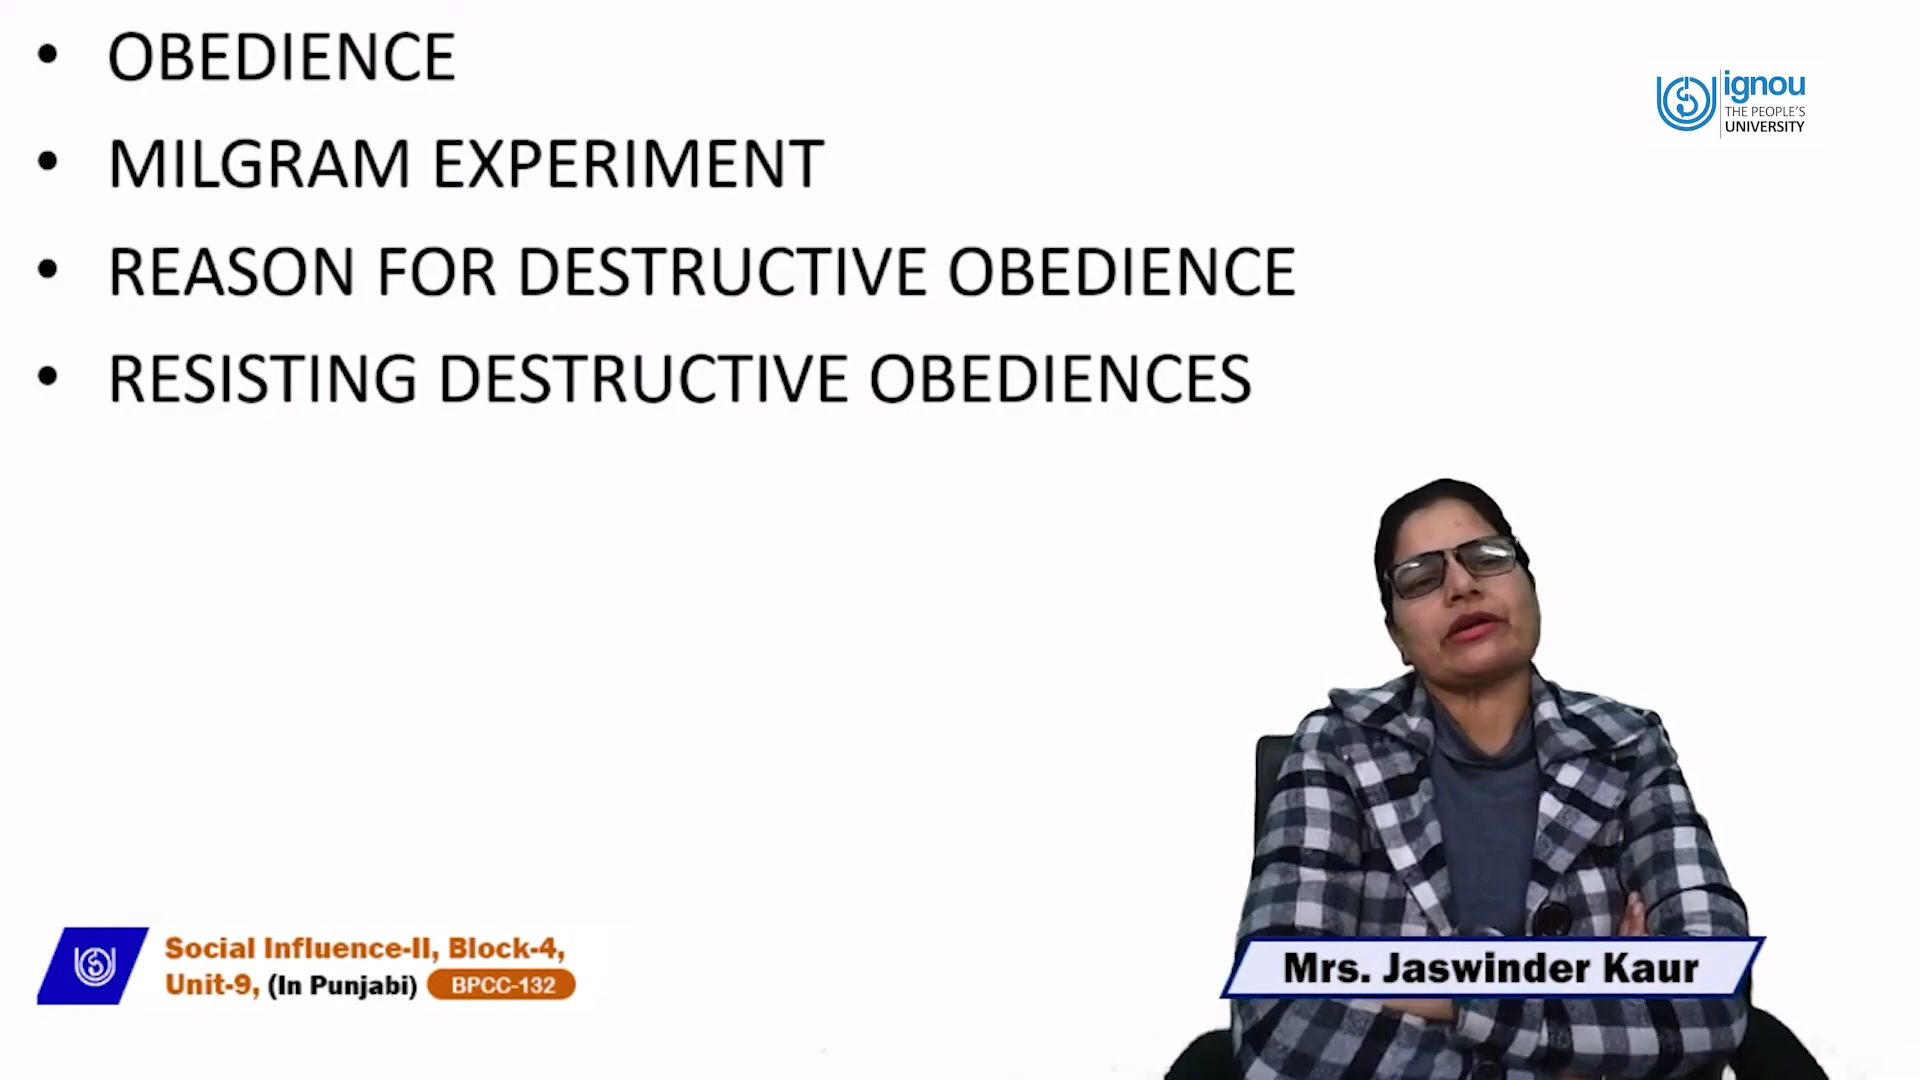 • OBEDIENCE
• MILGRAM EXPERIMENT
• REASON FOR DESTRUCTIVE OBEDIENCE
• RESISTING DESTRUCTIVE OBEDIENCES
ignou
THE PEOPLE'S
UNIVERSITY
Social Influence-II, Block-4,
Unit-9, (In Punjabi) BPCC-132
Mrs. Jaswinder Kaur